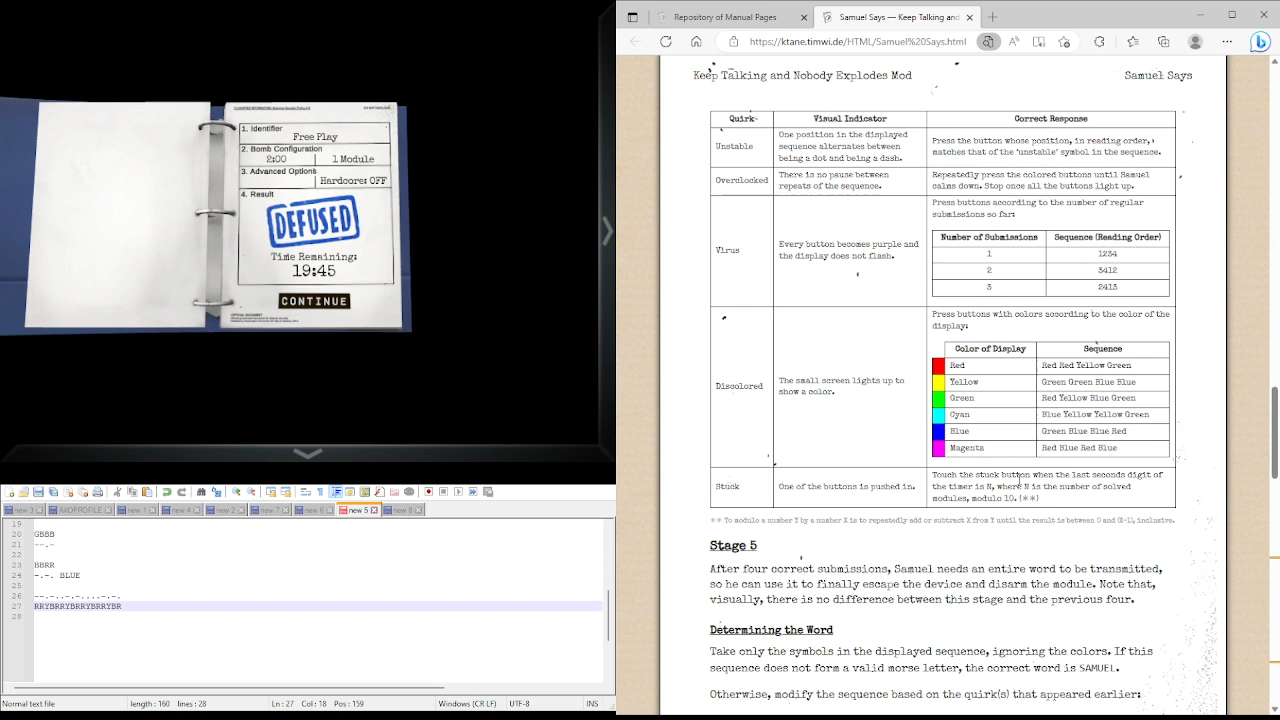 1. Identifier
Free Play
2. Bomb Configuration
2:00
1 Module
3. Advanced Options
Hardcore: OFF
4. Result
DEFUSED
Time Remaining:
19:45
CONTINUE
new 3
AXDPROFILE
new 1
new 4
new 2
new 7
new 6
new 5
new 8
19
20 GBBB
21 --.-
22
23 BBRR
24 -.-. BLUE
25
26 --.-..-.-....-.-.
27 RRYBRRYBRRYBRRYBR
28
Normal text file
length : 160 lines : 28
Ln : 27 Col : 18 Pos : 159
Windows (CR LF)
UTF-8
INS
Repository of Manual Pages
Samuel Says — Keep Talking and
https://ktane.timwi.de/HTML/Samuel%20Says.html
Keep Talking and Nobody Explodes Mod
Samuel Says
Quirk
Visual Indicator
Correct Response
Unstable
One position in the displayed
sequence alternates between
being a dot and being a dash.
Press the button whose position, in reading order,
matches that of the 'unstable' symbol in the sequence.
Overclocked
There is no pause between
repeats of the sequence.
Repeatedly press the colored buttons until Samuel
calms down. Stop once all the buttons light up.
Virus
Every button becomes purple and
the display does not flash.
Press buttons according to the number of regular
submissions so far:
Number of Submissions
Sequence (Reading Order)
1
1234
2
3412
3
2413
Discolored
The small screen lights up to
show a color.
Press buttons with colors according to the color of the
display:
Color of Display
Sequence
Red
Red Red Yellow Green
Yellow
Green Green Blue Blue
Green
Red Yellow Blue Green
Cyan
Blue Yellow Yellow Green
Blue
Green Blue Blue Red
Magenta
Red Blue Red Blue
Stuck
One of the buttons is pushed in.
Touch the stuck button when the last seconds digit of
the timer is N, where N is the number of solved
modules, modulo 10. (**)
** To modulo a number Y by a number X is to repeatedly add or subtract X from Y until the result is between 0 and (X-1), inclusive.
Stage 5
After four correct submissions, Samuel needs an entire word to be transmitted,
so he can use it to finally escape the device and disarm the module. Note that,
visually, there is no difference between this stage and the previous four.
Determining the Word
Take only the symbols in the displayed sequence, ignoring the colors. If this
sequence does not form a valid morse letter, the correct word is SAMUEL.
Otherwise, modify the sequence based on the quirk(s) that appeared earlier: